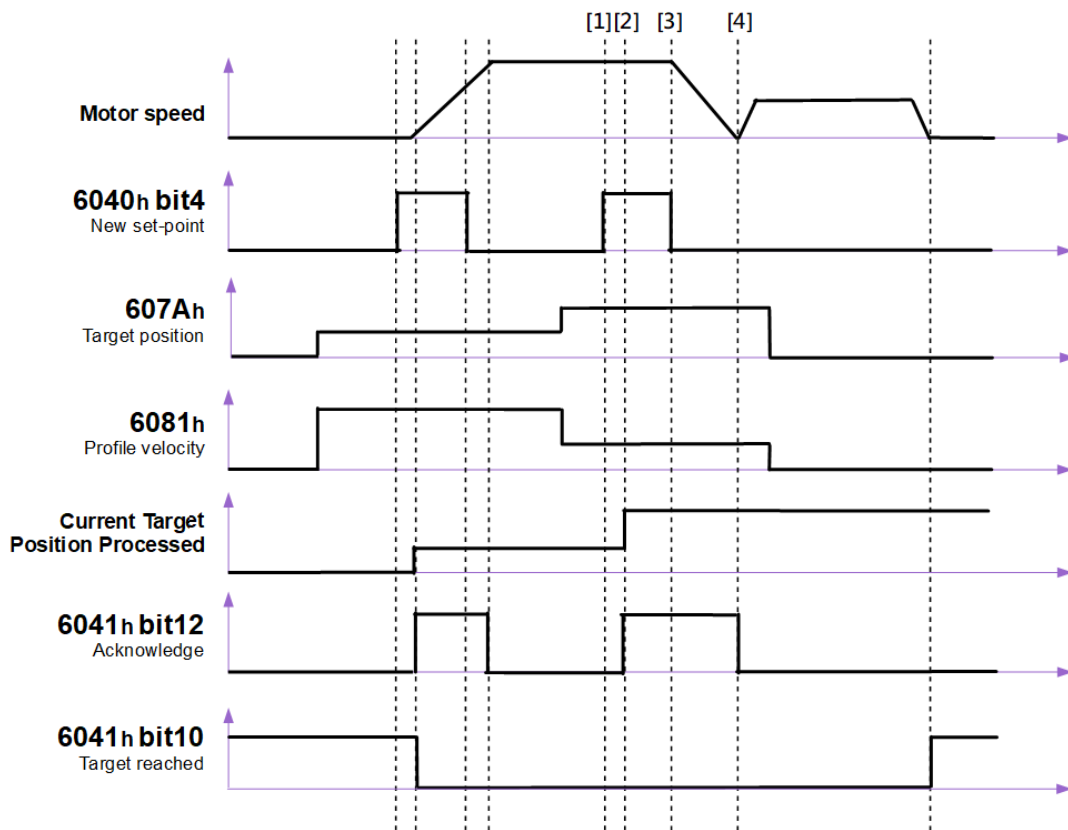 [1] [2] [3] [4]
Motor speed
6040h bit4
New set-point
607Ah
Target position
6081h
Profile velocity
Current Target
Position Processed
6041h bit12
Acknowledge
6041h bit10
Target reached